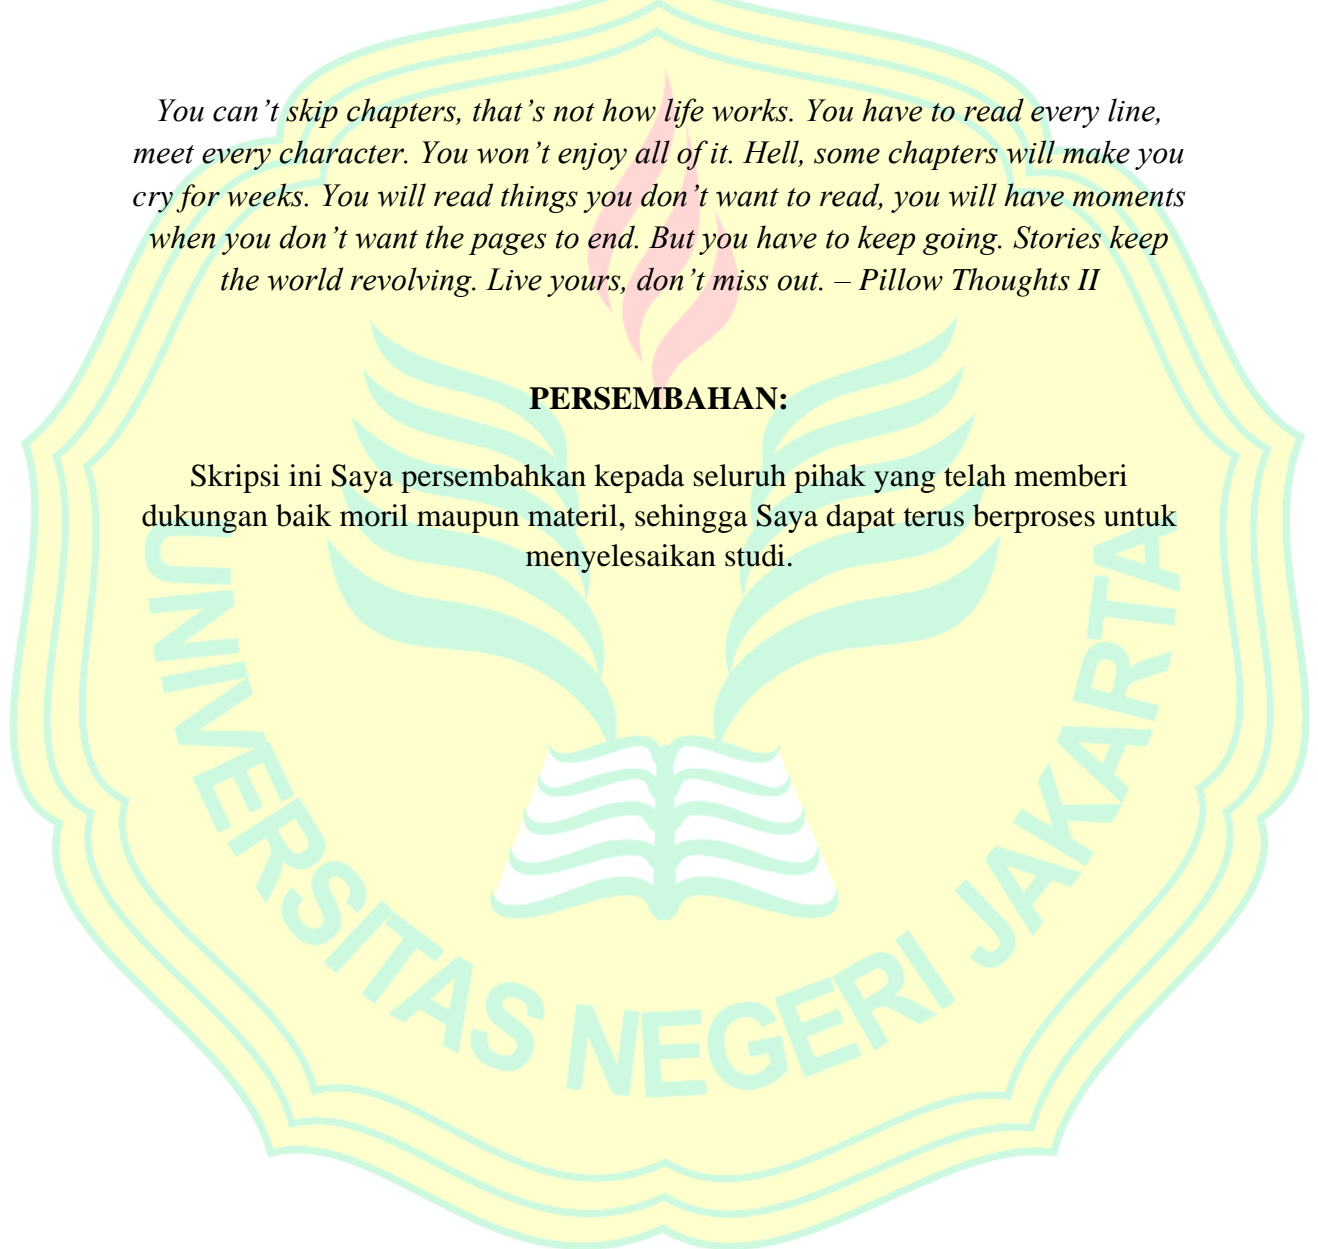 You can’t skip chapters, that’s not how life works. You have to read every line,
meet every character. You won’t enjoy all of it. Hell, some chapters will make you
cry for weeks. You will read things you don’t want to read, you will have moments
when you don’t want the pages to end. But you have to keep going. Stories keep
the world revolving. Live yours, don’t miss out. – Pillow Thoughts II
PERSEMBAHAN:
Skripsi ini Saya persembahkan kepada seluruh pihak yang telah memberi
dukungan baik moril maupun materil, sehingga Saya dapat terus berproses untuk
menyelesaikan studi.
UNIVERSITAS NEGERI JAKARTA